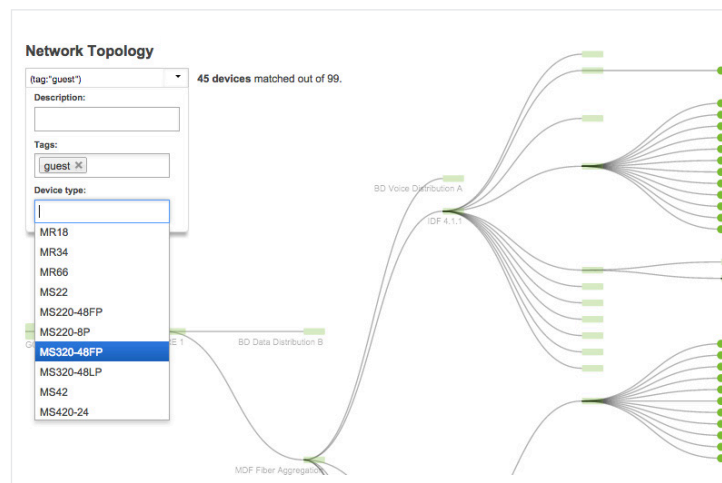 Network Topology
(tag:"guest")
45 devices matched out of 99.
Description:
Tags:
guest
Device type:
MR18
MR34
MR66
MS22
MS220-48FP
MS220-8P
MS320-48FP
MS320-48LP
MS42
MS420-24
BD Voice Distribution A
IDF 4.1.1
BD Data Distribution B
MDF Fiber Aggregation